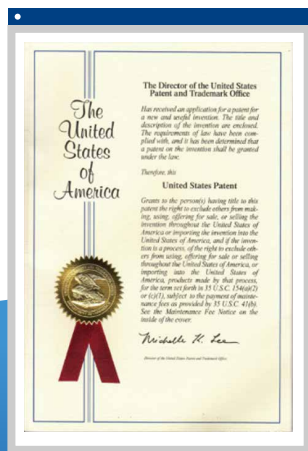 The
United
States
of
America
The Director of the United States
Patent and Trademark Office
Has received an application for a patent for
a new and useful invention. The title and
description of the invention are enclosed.
The requirements of law have been com-
plied with, and it has been determined that
a patent on the invention shall be granted
under the law.
Therefore, this
United States Patent
Grants to the person(s) having title to this
patent the right to exclude others from mak-
ing, using, offering for sale, or selling the
invention throughout the United States of
America or importing the invention into the
United States of America, and if the inven-
tion is a process, of the right to exclude oth-
ers from using, offering for sale or selling
throughout the United States of America, or
importing into the United States of
America, products made by that process,
for the term set forth in 35 U.S.C. 154(a)(2)
or (c)(1), subject to the payment of mainte-
nance fees as provided by 35 U.S.C. 41(b).
See the Maintenance Fee Notice on the
inside of the cover.
Michelle K. Lee
Director of the United States Patent and Trademark Office